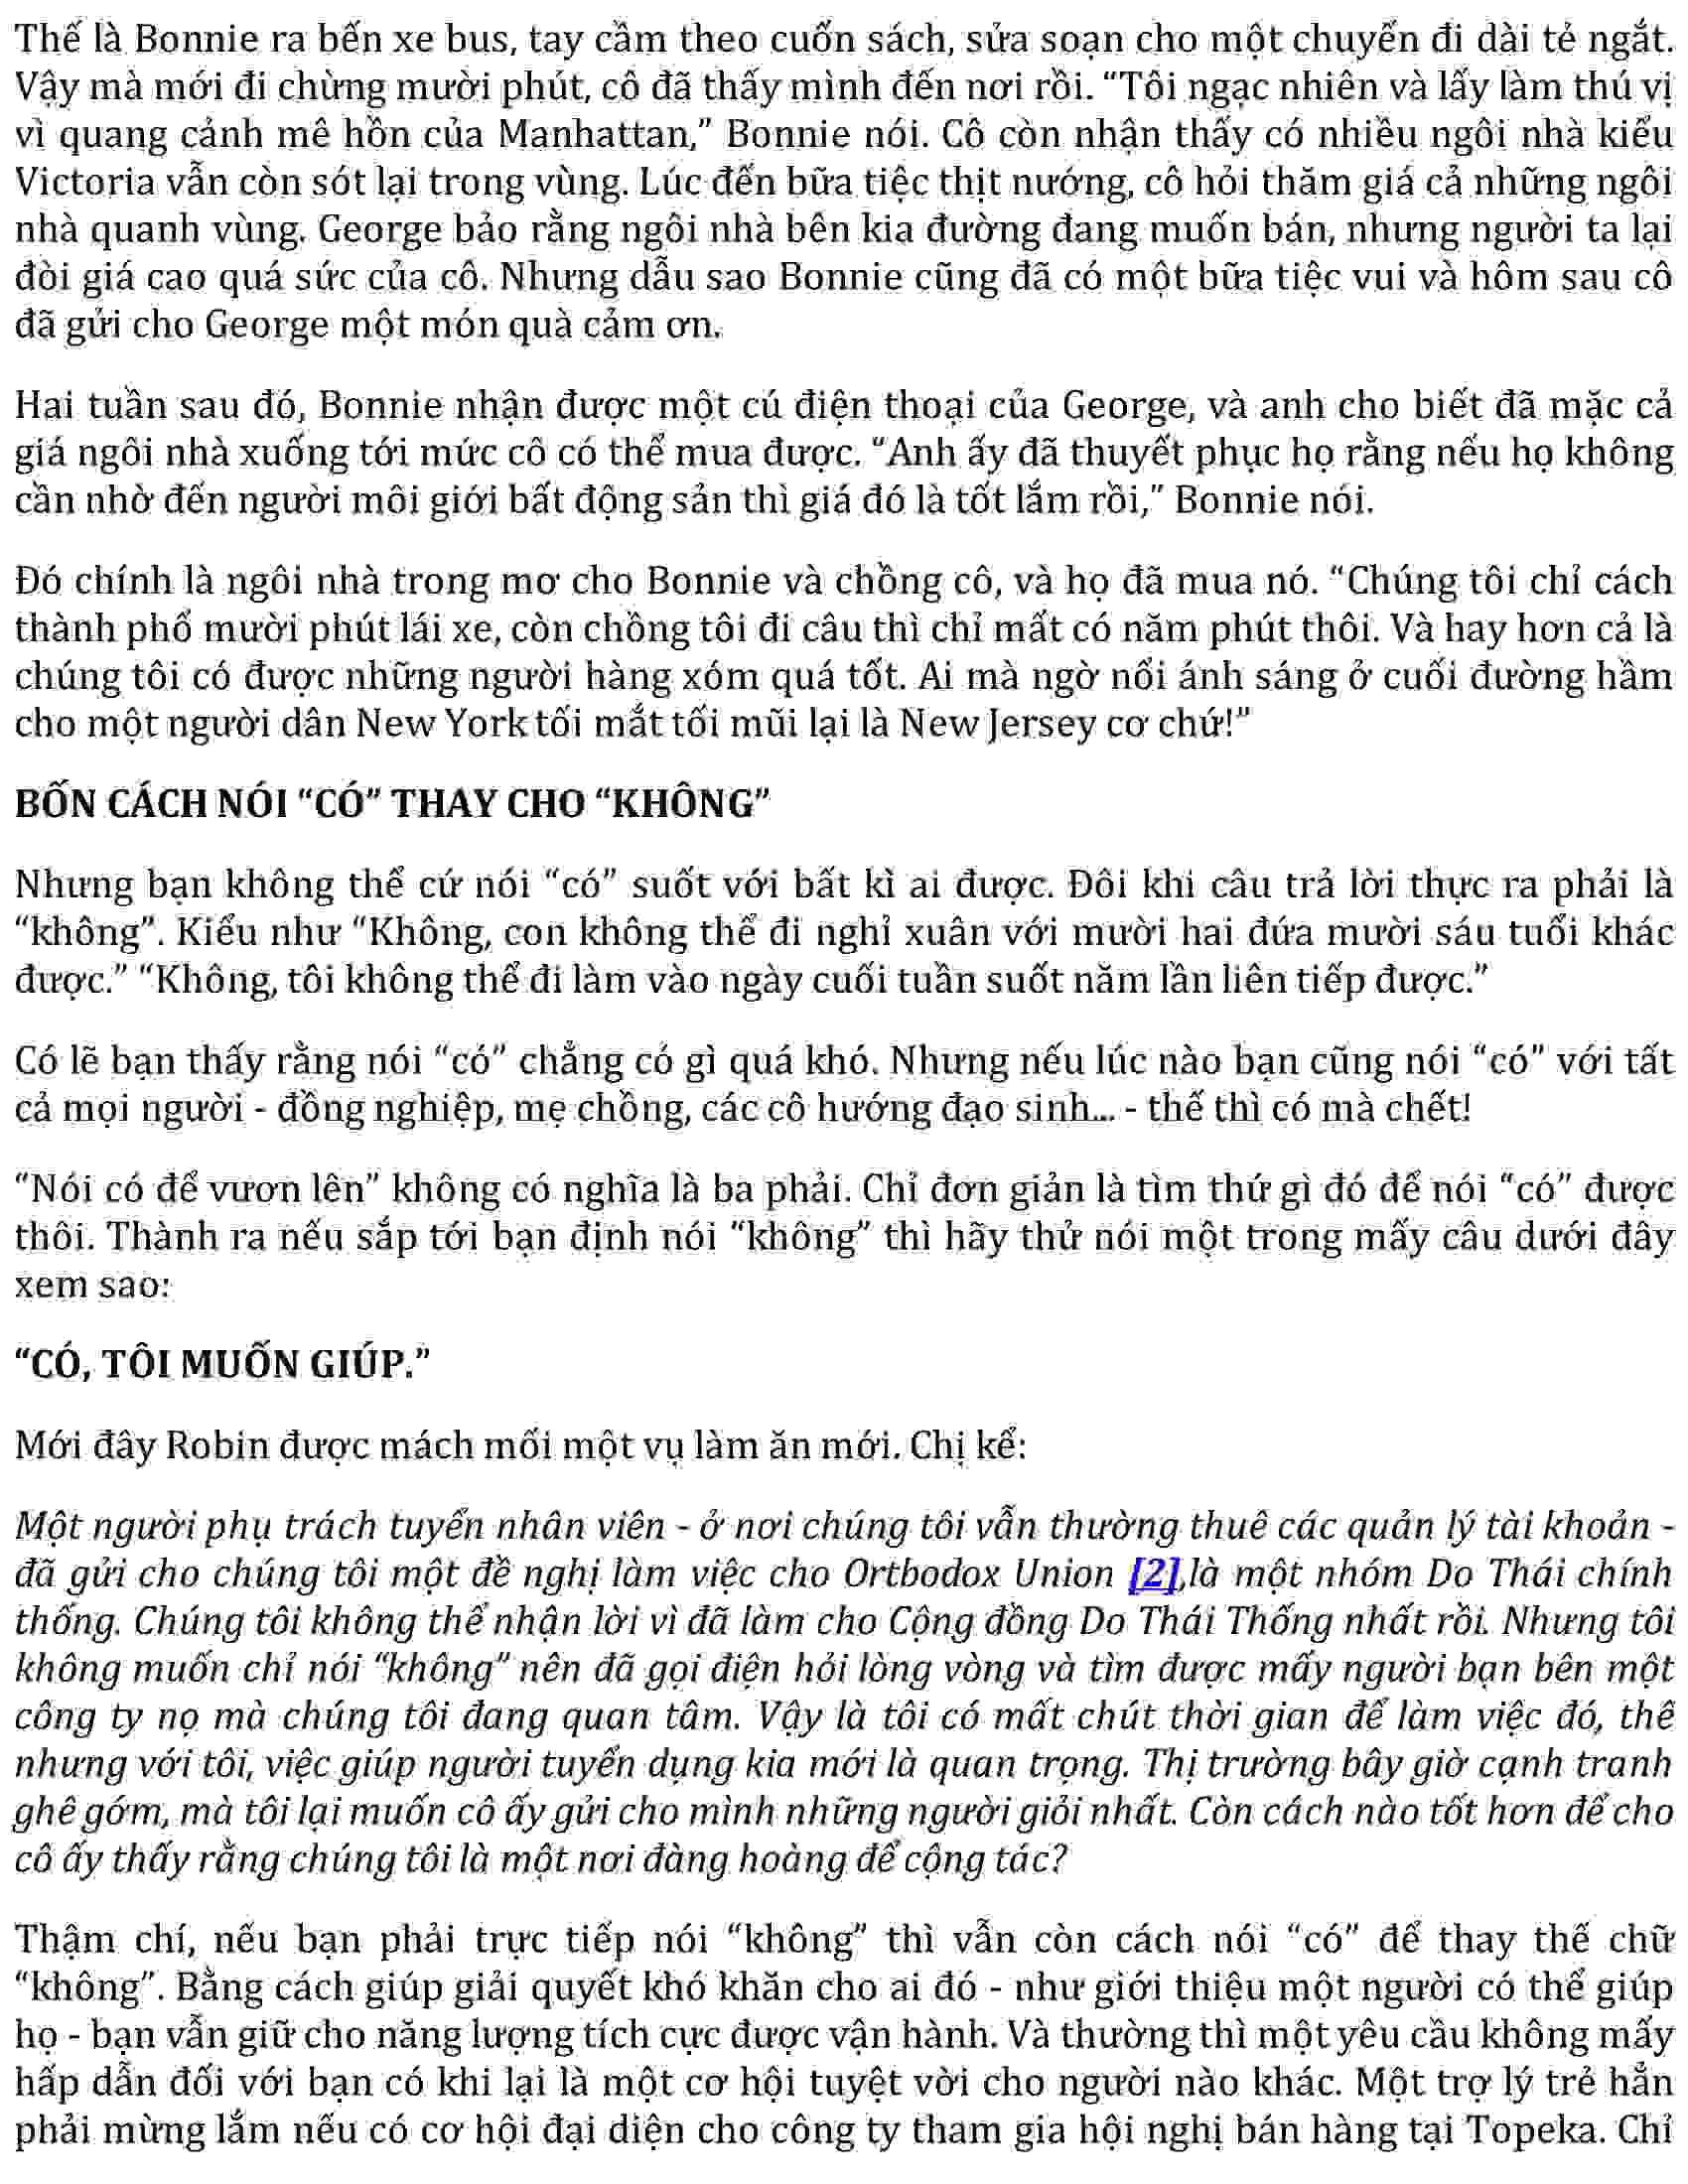 Thế là Bonnie ra bến xe bus, tay cầm theo cuốn sách, sửa soạn cho một chuyến đi dài tẻ ngắt.
Vậy mà mới đi chừng mười phút, cô đã thấy mình đến nơi rồi. “Tôi ngạc nhiên và lấy làm thú vị
vì quang cảnh mê hồn của Manhattan,” Bonnie nói. Cô còn nhận thấy có nhiều ngôi nhà kiểu
Victoria vẫn còn sót lại trong vùng. Lúc đến bữa tiệc thịt nướng, cô hỏi thăm giá cả những ngôi
nhà quanh vùng. George bảo rằng ngôi nhà bên kia đường đang muốn bán, nhưng người ta lại
đòi giá cao quá sức của cô. Nhưng dẫu sao Bonnie cũng đã có một bữa tiệc vui và hôm sau cô
đã gửi cho George một món quà cảm ơn.
Hai tuần sau đó, Bonnie nhận được một cú điện thoại của George, và anh cho biết đã mặc cả
giá ngôi nhà xuống tới mức cô có thể mua được. “Anh ấy đã thuyết phục họ rằng nếu họ không
cần nhờ đến người môi giới bất động sản thì giá đó là tốt lắm rồi,” Bonnie nói.
Đó chính là ngôi nhà trong mơ cho Bonnie và chồng cô, và họ đã mua nó. “Chúng tôi chỉ cách
thành phố mười phút lái xe, còn chồng tôi đi câu thì chỉ mất có năm phút thôi. Và hay hơn cả là
chúng tôi có được những người hàng xóm quá tốt. Ai mà ngờ nổi ánh sáng ở cuối đường hầm
cho một người dân New York tối mắt tối mũi lại là New Jersey cơ chứ!”
BỐN CÁCH NÓI “CÓ” THAY CHO “KHÔNG”
Nhưng bạn không thể cứ nói “có” suốt với bất kì ai được. Đôi khi câu trả lời thực ra phải là
“không”. Kiểu như “Không, con không thể đi nghỉ xuân với mười hai đứa mười sáu tuổi khác
được.” “Không, tôi không thể đi làm vào ngày cuối tuần suốt năm lần liên tiếp được.”
Có lẽ bạn thấy rằng nói “có” chẳng có gì quá khó. Nhưng nếu lúc nào bạn cũng nói “có” với tất
cả mọi người - đồng nghiệp, mẹ chồng, các cô hướng đạo sinh... - thế thì có mà chết!
“Nói có để vươn lên” không có nghĩa là ba phải. Chỉ đơn giản là tìm thứ gì đó để nói “có” được
thôi. Thành ra nếu sắp tới bạn định nói “không” thì hãy thử nói một trong mấy câu dưới đây
xem sao:
“CÓ, TÔI MUỐN GIÚP.”
Mới đây Robin được mách mối một vụ làm ăn mới. Chị kể:
Một người phụ trách tuyển nhân viên - ở nơi chúng tôi vẫn thường thuê các quản lý tài khoản -
đã gửi cho chúng tôi một đề nghị làm việc cho Ortbodox Union [2],là một nhóm Do Thái chính
thống. Chúng tôi không thể nhận lời vì đã làm cho Cộng đồng Do Thái Thống nhất rồi. Nhưng tôi
không muốn chỉ nói “không” nên đã gọi điện hỏi lòng vòng và tìm được mấy người bạn bên một
công ty nọ mà chúng tôi đang quan tâm. Vậy là tôi có mất chút thời gian để làm việc đó, thế
nhưng với tôi, việc giúp người tuyển dụng kia mới là quan trọng. Thị trường bây giờ cạnh tranh
ghê gớm, mà tôi lại muốn cô ấy gửi cho mình những người giỏi nhất. Còn cách nào tốt hơn để cho
cô ấy thấy rằng chúng tôi là một nơi đàng hoàng để cộng tác?
Thậm chí, nếu bạn phải trực tiếp nói “không” thì vẫn còn cách nói “có” để thay thế chữ
“không”. Bằng cách giúp giải quyết khó khăn cho ai đó - như giới thiệu một người có thể giúp
họ - bạn vẫn giữ cho năng lượng tích cực được vận hành. Và thường thì một yêu cầu không mấy
hấp dẫn đối với bạn có khi lại là một cơ hội tuyệt vời cho người nào khác. Một trợ lý trẻ hẳn
phải mừng lắm nếu có cơ hội đại diện cho công ty tham gia hội nghị bán hàng tại Topeka. Chỉ